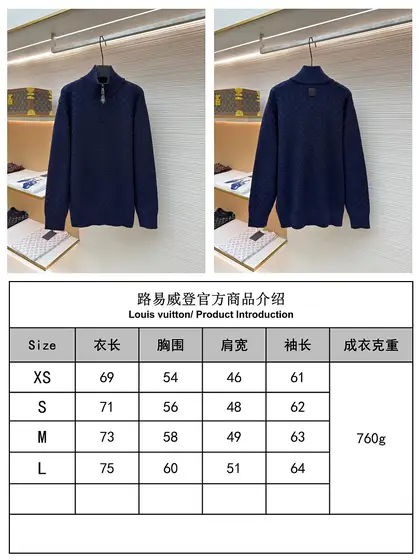 路易威登官方商品介绍
Louis vuitton/ Product Introduction
Size 衣长 胸围 肩宽 袖长 成衣克重
XS 69 54 46 61
S 71 56 48 62
M 73 58 49 63
760g
L 75 60 51 64